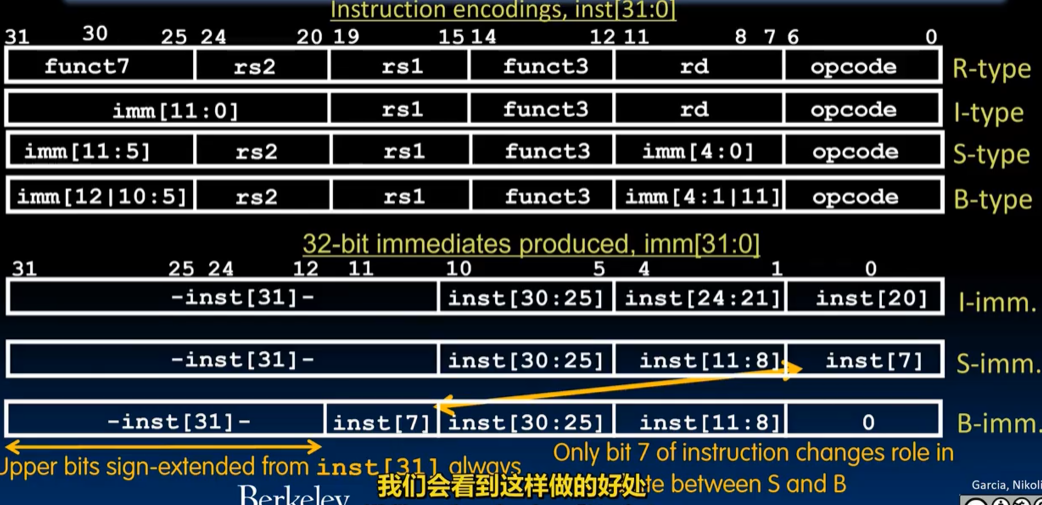 Instruction encodings, inst[31:0]
31 30 25 24 20 19 15 14 12 11 8 7 6 0
funct7 rs2 rs1 funct3 rd opcode R-type
imm[11:0] rs1 funct3 rd opcode I-type
imm[11:5] rs2 rs1 funct3 imm[4:0] opcode S-type
imm[12|10:5] rs2 rs1 funct3 imm[4:1|11] opcode B-type
32-bit immediates produced, imm[31:0]
31 25 24 12 11 10 5 4 1 0
-inst[31]- inst[30:25] inst[24:21] inst[20] I-imm.
-inst[31]- inst[30:25] inst[11:8] inst[7] S-imm.
-inst[31]- inst[7] inst[30:25] inst[11:8] 0 B-imm.
Upper bits sign-extended from inst[31] always
Only bit 7 of instruction changes role in
between S and B
我们会看到这样做的好处
Berkeley
Garcia, Nikoli